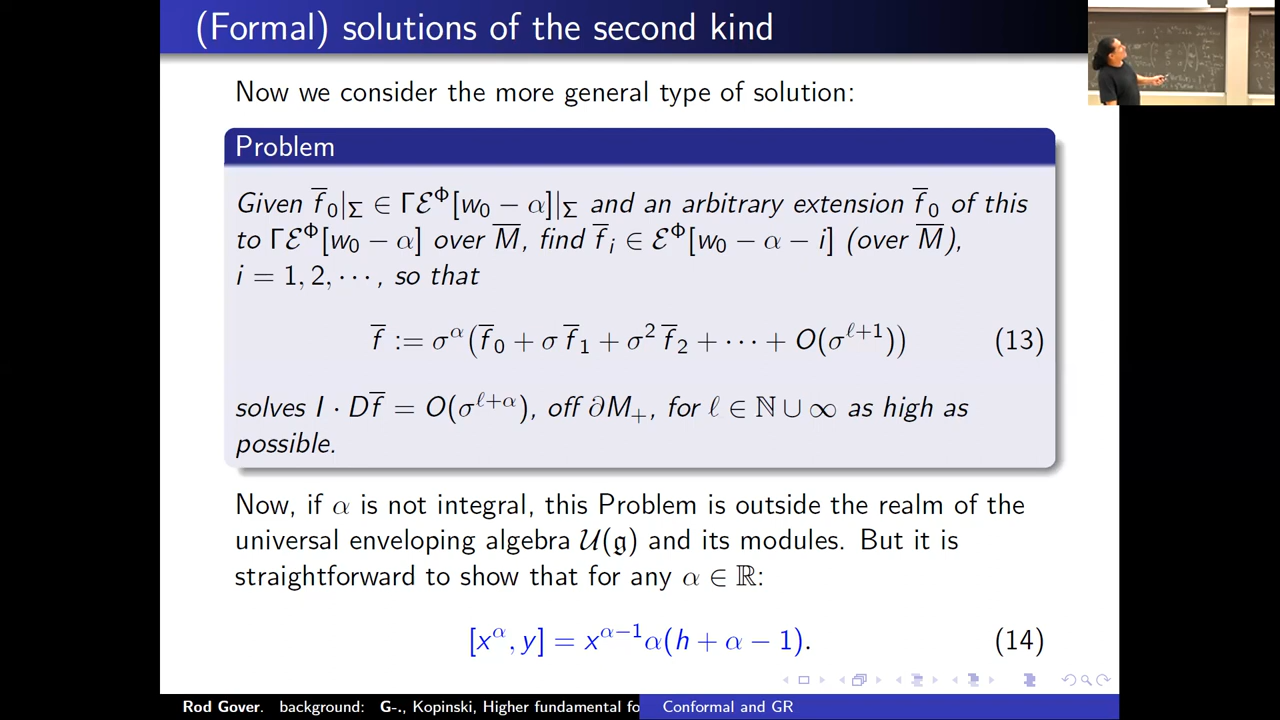 (Formal) solutions of the second kind
Now we consider the more general type of solution:
Problem
Given f̅₀|_Σ ∈ Γℰ^Φ[w₀ − α]|_Σ and an arbitrary extension f̅₀ of this
to Γℰ^Φ[w₀ − α] over M̅, find f̅ᵢ ∈ ℰ^Φ[w₀ − α − i] (over M̅),
i = 1, 2, ⋯, so that
f̅ := σ^α(f̅₀ + σf̅₁ + σ²f̅₂ + ⋯ + O(σ^{ℓ+1})) (13)
solves I · Df̅ = O(σ^{ℓ+α}), off ∂M₊, for ℓ ∈ ℕ ∪ ∞ as high as
possible.
Now, if α is not integral, this Problem is outside the realm of the
universal enveloping algebra 𝒰(𝔤) and its modules. But it is
straightforward to show that for any α ∈ ℝ:
[x^α, y] = x^{α−1}α(h + α − 1). (14)
Rod Gover. background: G-., Kopinski, Higher fundamental fo Conformal and GR